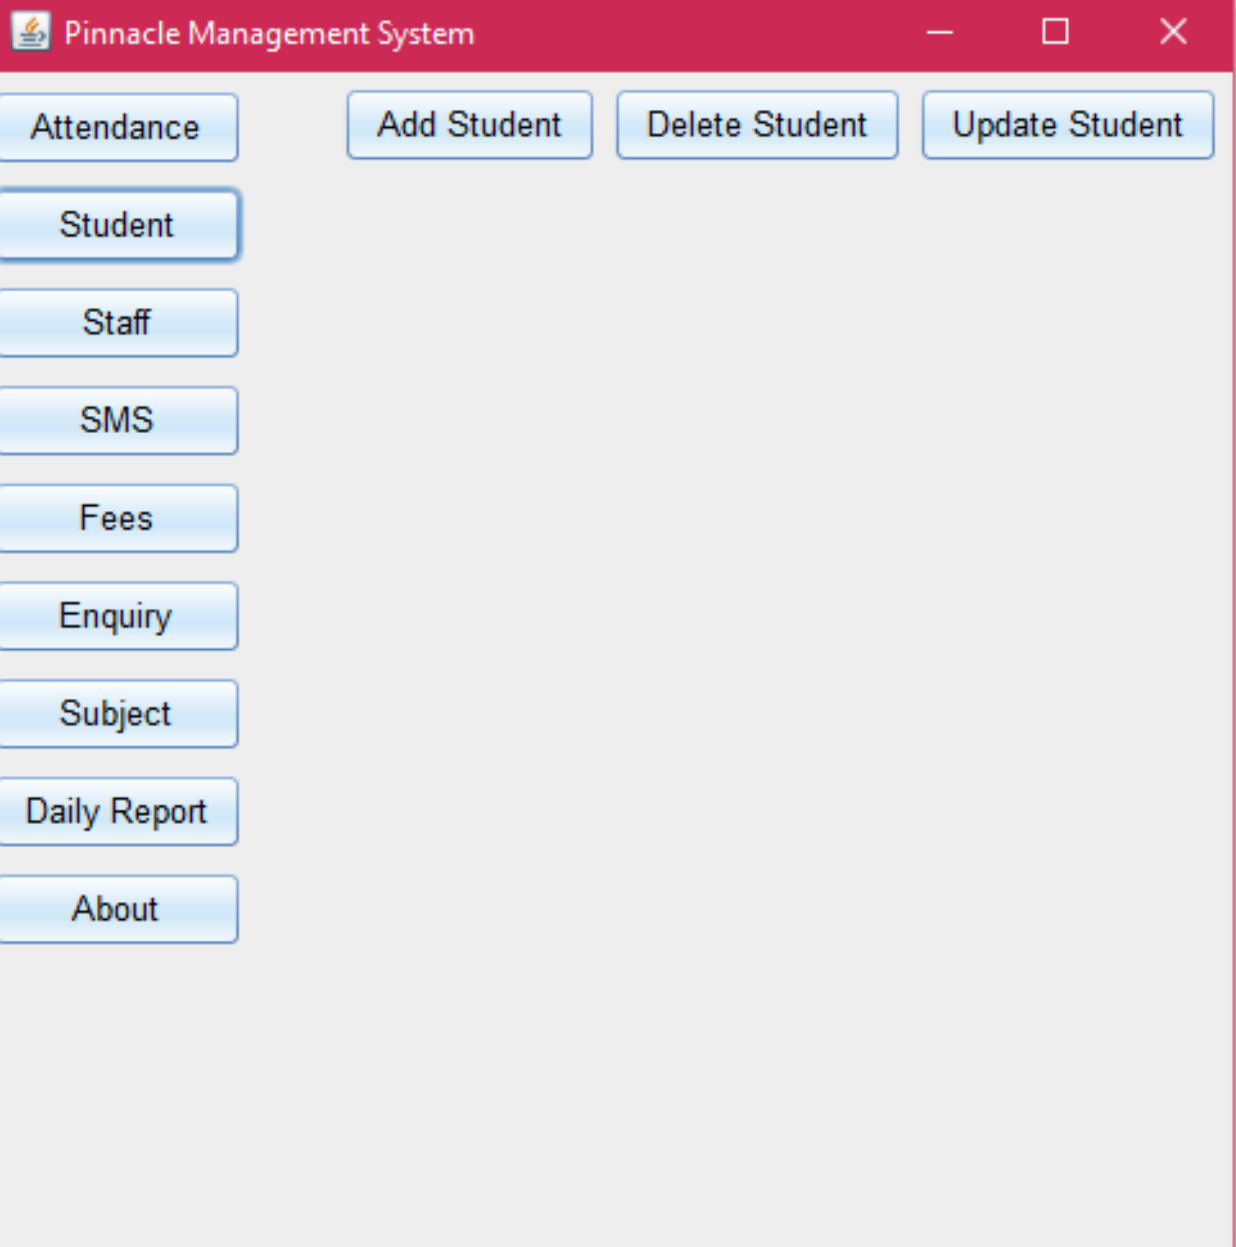 Pinnacle Management System
Attendance
Add Student
Delete Student
Update Student
Student
Staff
SMS
Fees
Enquiry
Subject
Daily Report
About